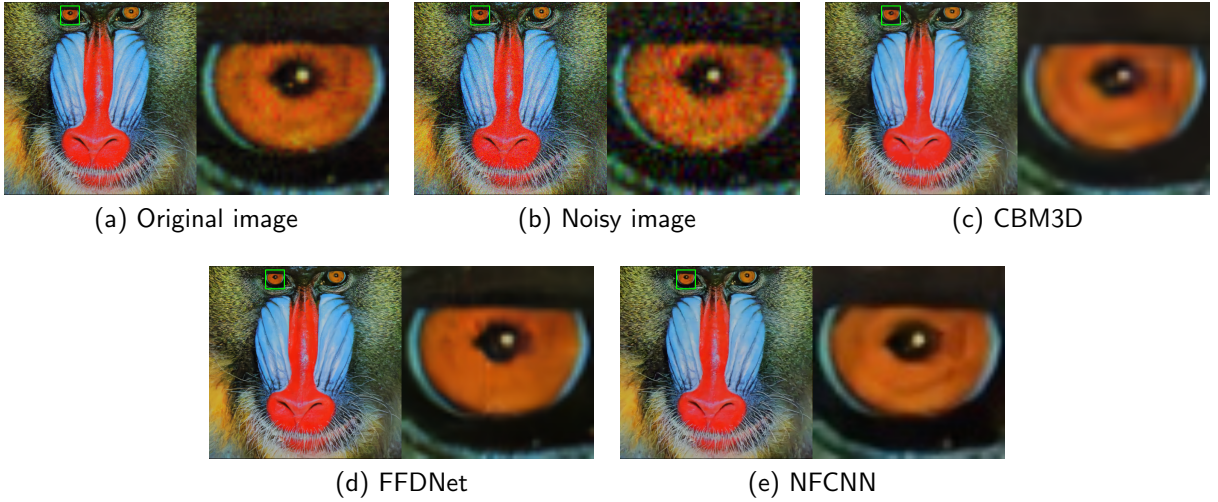 (a) Original image
(b) Noisy image
(c) CBM3D
(d) FFDNet
(e) NFCNN